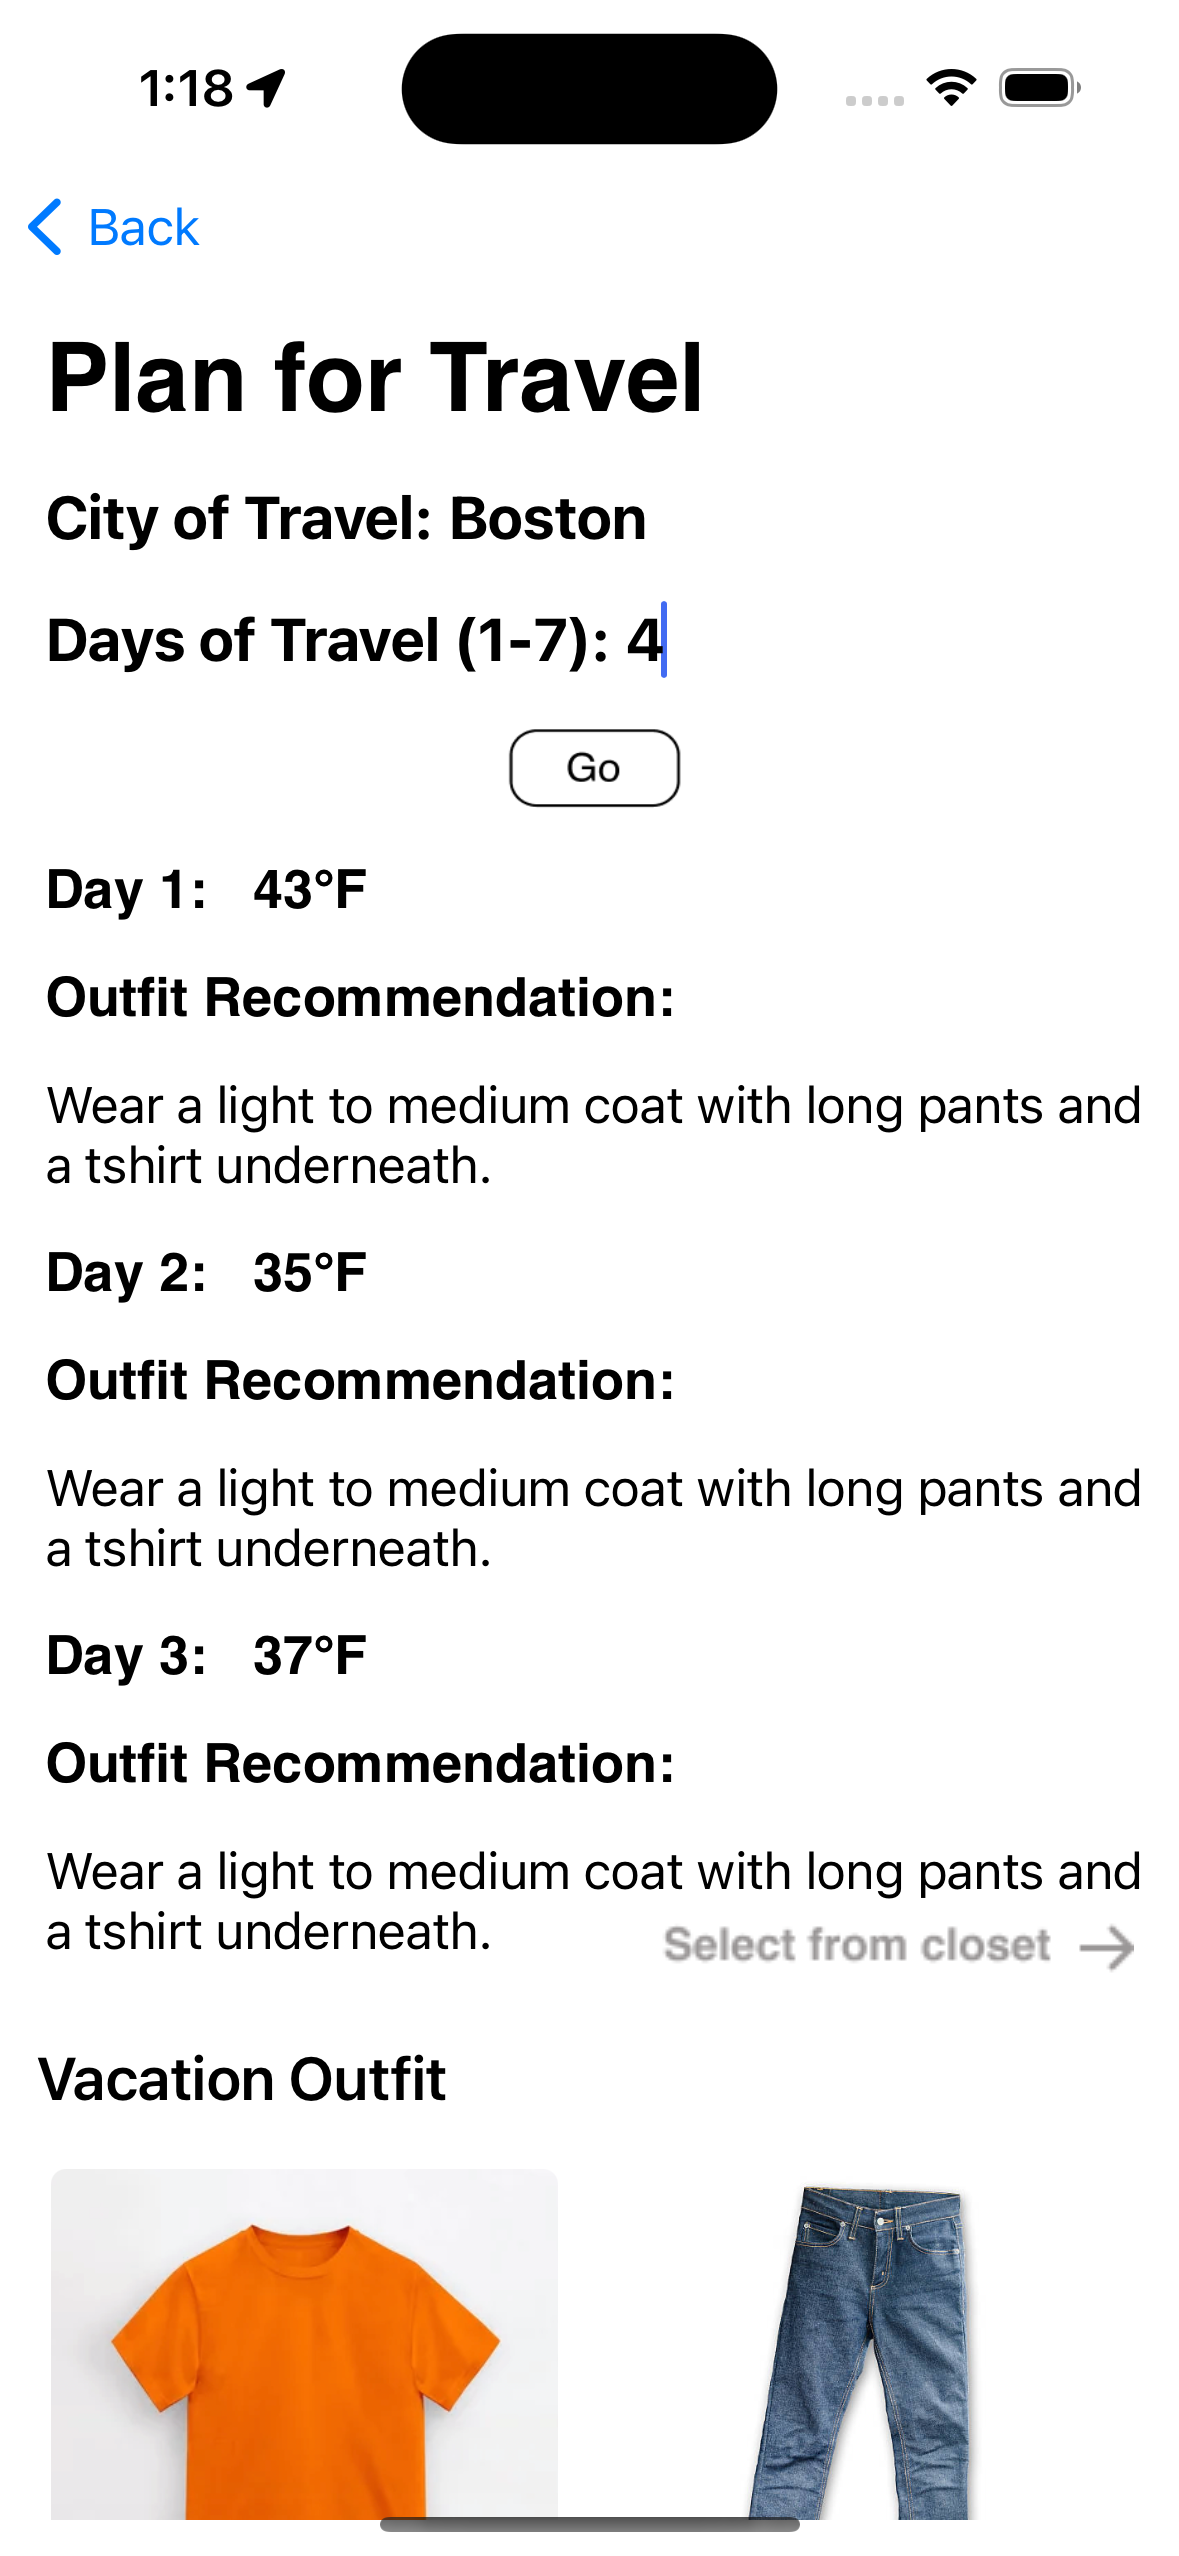 1:18
Back
Plan for Travel
City of Travel: Boston
Days of Travel (1-7): 4
Go
Day 1: 43°F
Outfit Recommendation:
Wear a light to medium coat with long pants and
a tshirt underneath.
Day 2: 35°F
Outfit Recommendation:
Wear a light to medium coat with long pants and
a tshirt underneath.
Day 3: 37°F
Outfit Recommendation:
Wear a light to medium coat with long pants and
a tshirt underneath.
Select from closet →
Vacation Outfit